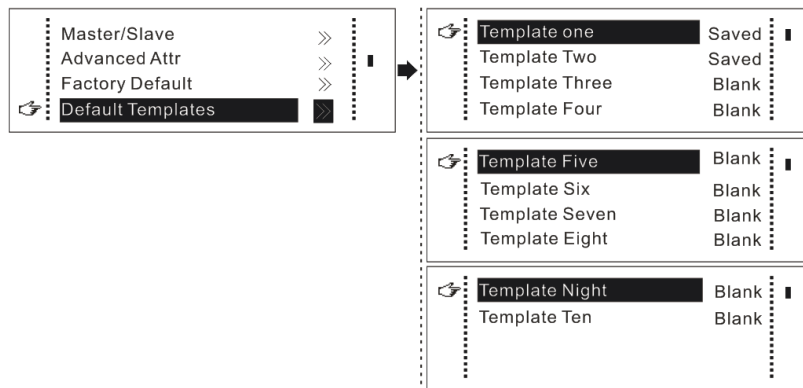 Master/Slave
Advanced Attr
Factory Default
Default Templates
Template one Saved
Template Two Saved
Template Three Blank
Template Four Blank
Template Five Blank
Template Six Blank
Template Seven Blank
Template Eight Blank
Template Night Blank
Template Ten Blank